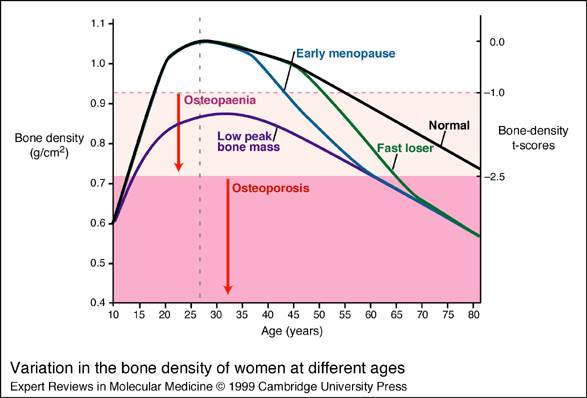 1.1
1.0
0.9
0.8
0.7
0.6
0.5
0.4
Bone density
(g/cm2)
0.0
−1.0
−2.5
Bone-density
t-scores
Early menopause
Osteopaenia
Low peak
bone mass
Normal
Fast loser
Osteoporosis
10 15 20 25 30 35 40 45 50 55 60 65 70 75 80
Age (years)
Variation in the bone density of women at different ages
Expert Reviews in Molecular Medicine © 1999 Cambridge University Press